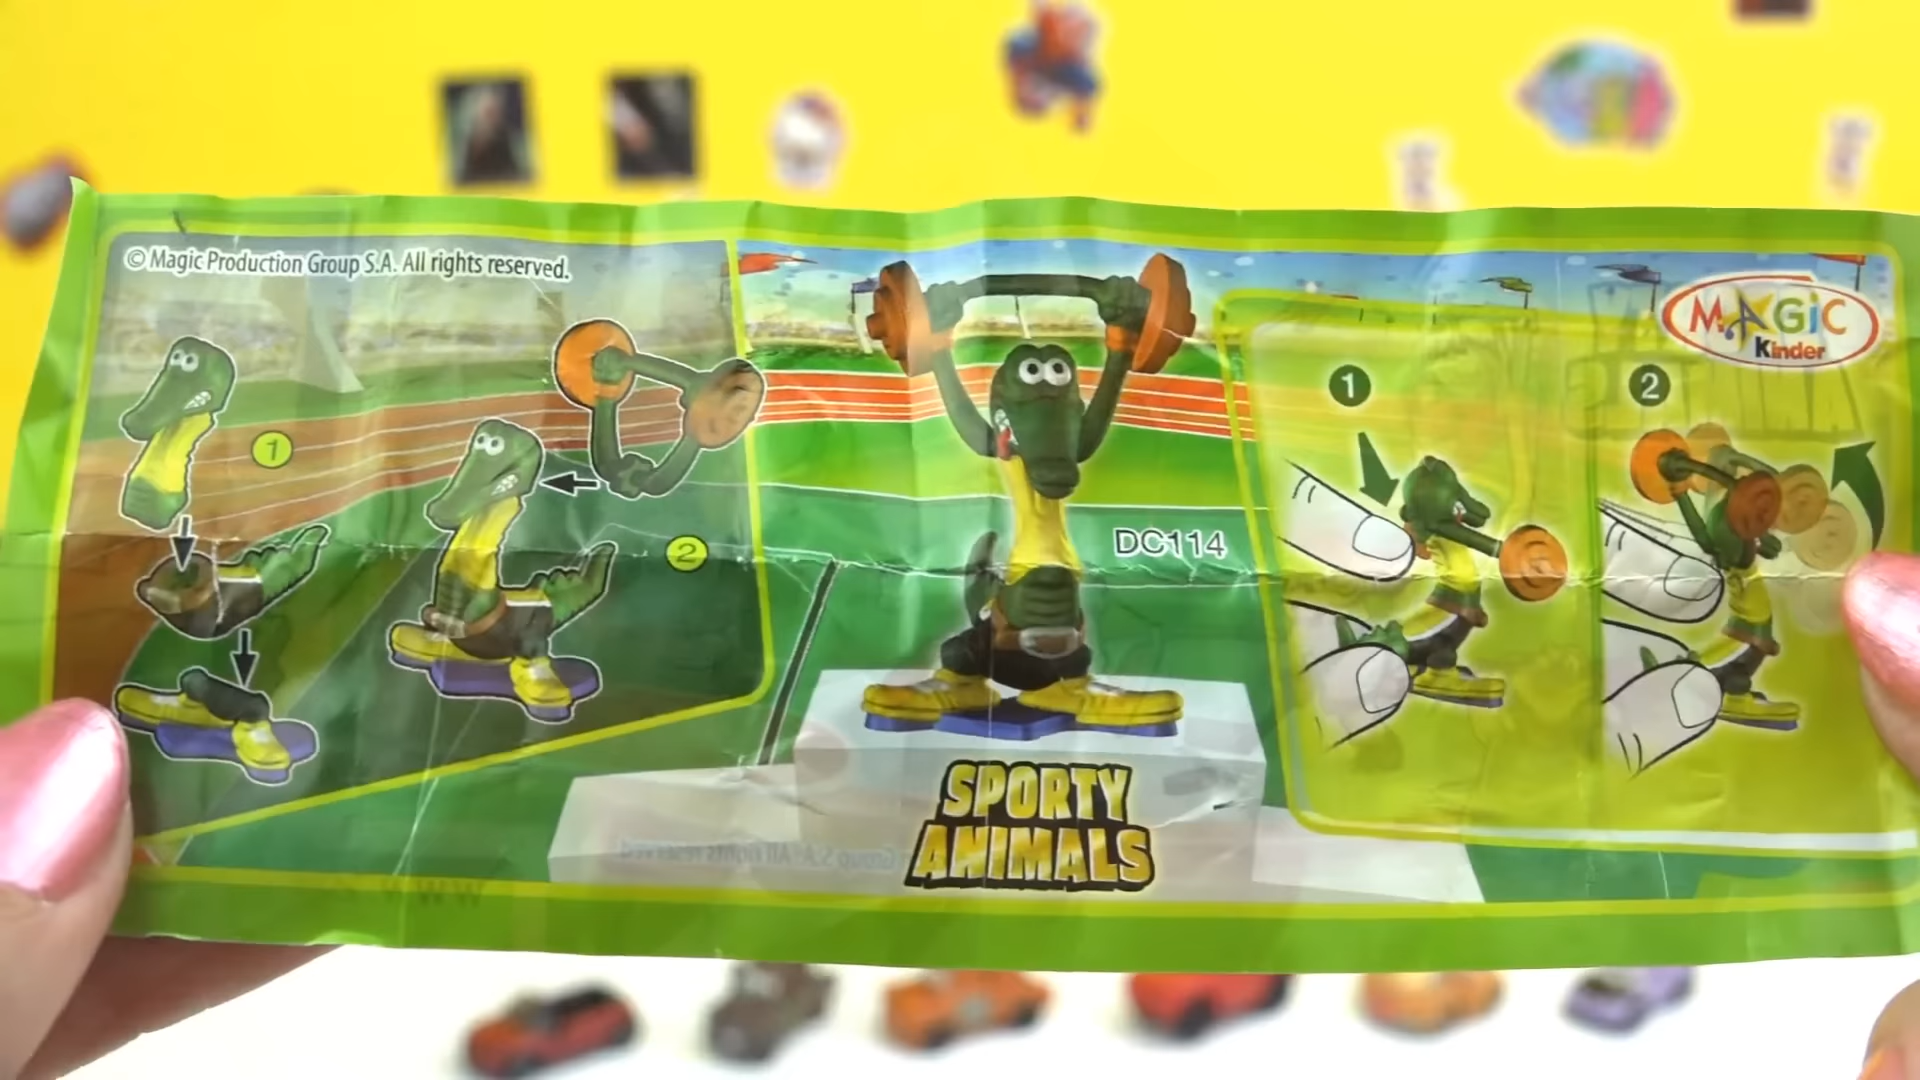 © Magic Production Group S.A. All rights reserved.
1
2
DC114
SPORTY
ANIMALS
1
2
MAGiC
Kinder